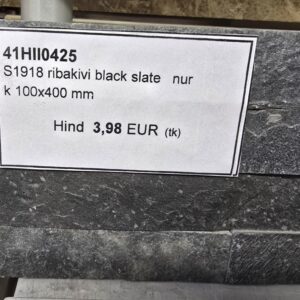 41HII0425
S1918 ribakivi black slate nur
k 100x400 mm
Hind 3,98 EUR (tk)